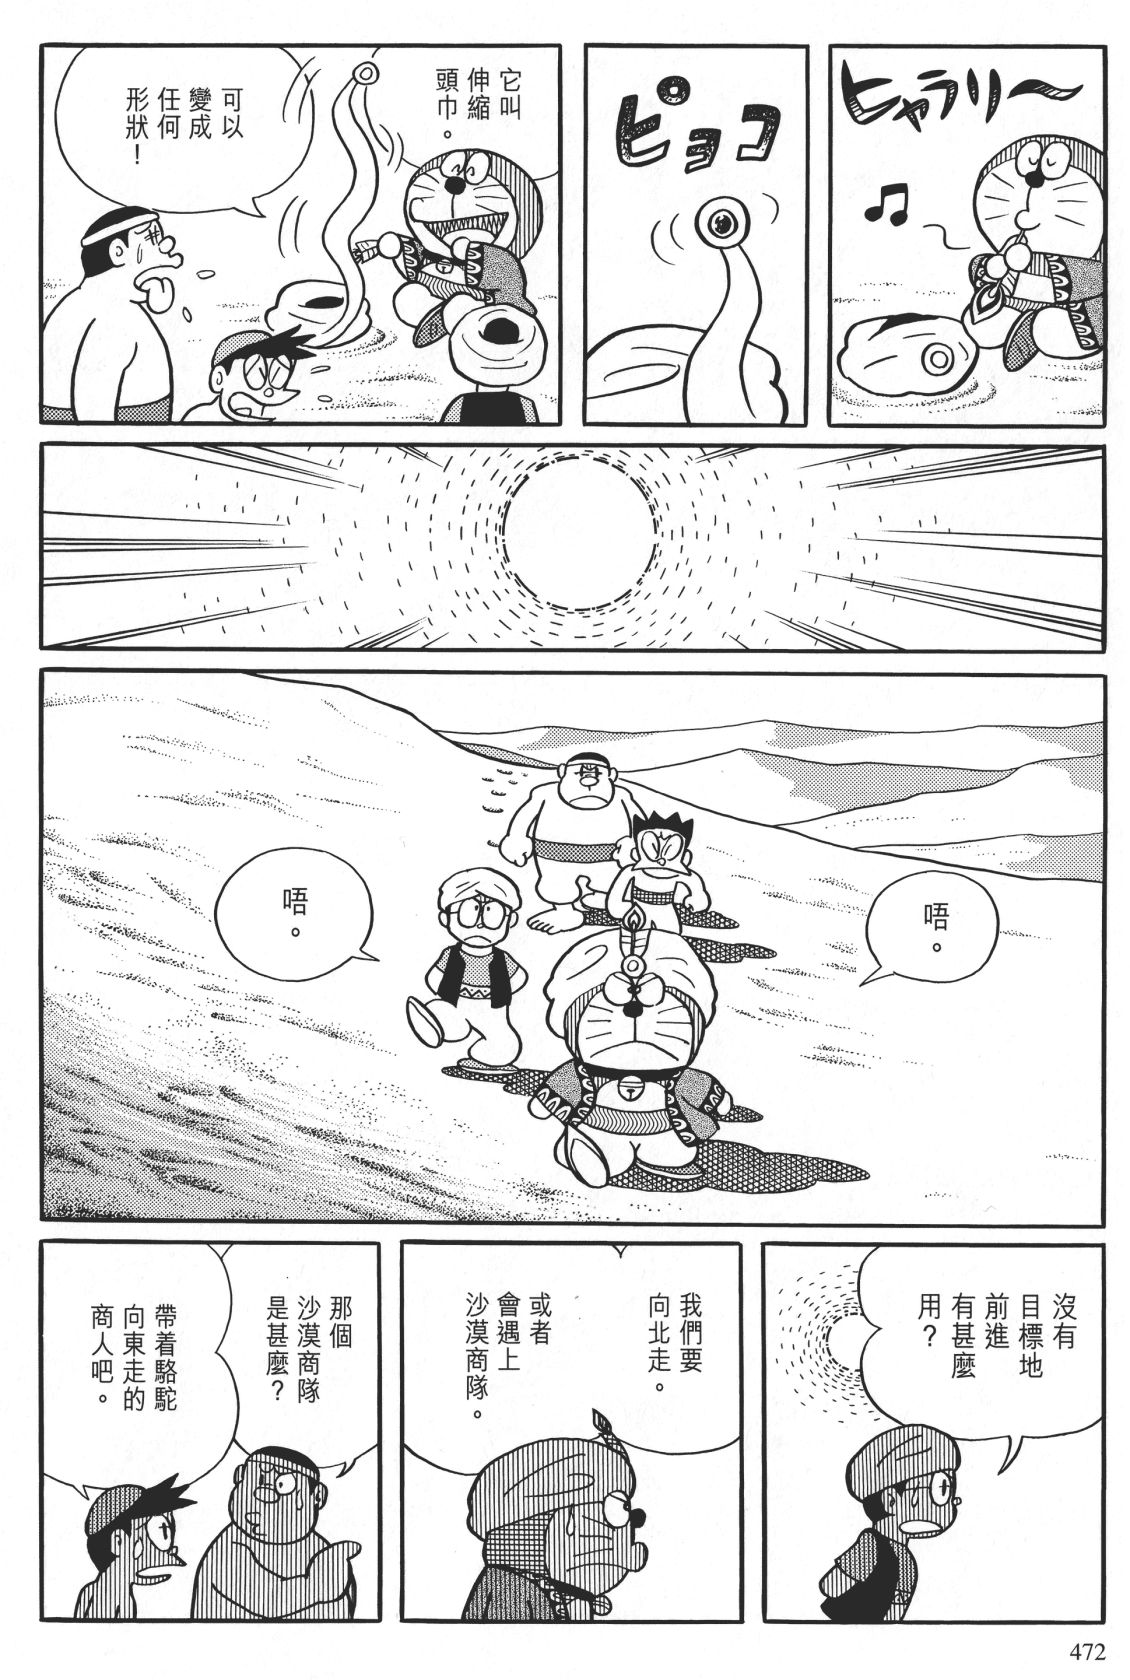 ヒャラリ～
ピョコ
它叫
伸縮
頭巾。
可以
變成
任何
形狀！
唔。
唔。
沒有
目標地
前進
有甚麼
用？
我們要
向北走。
或者
會遇上
沙漠商隊。
那個
沙漠商隊
是甚麼？
帶着駱駝
向東走的
商人吧。
472